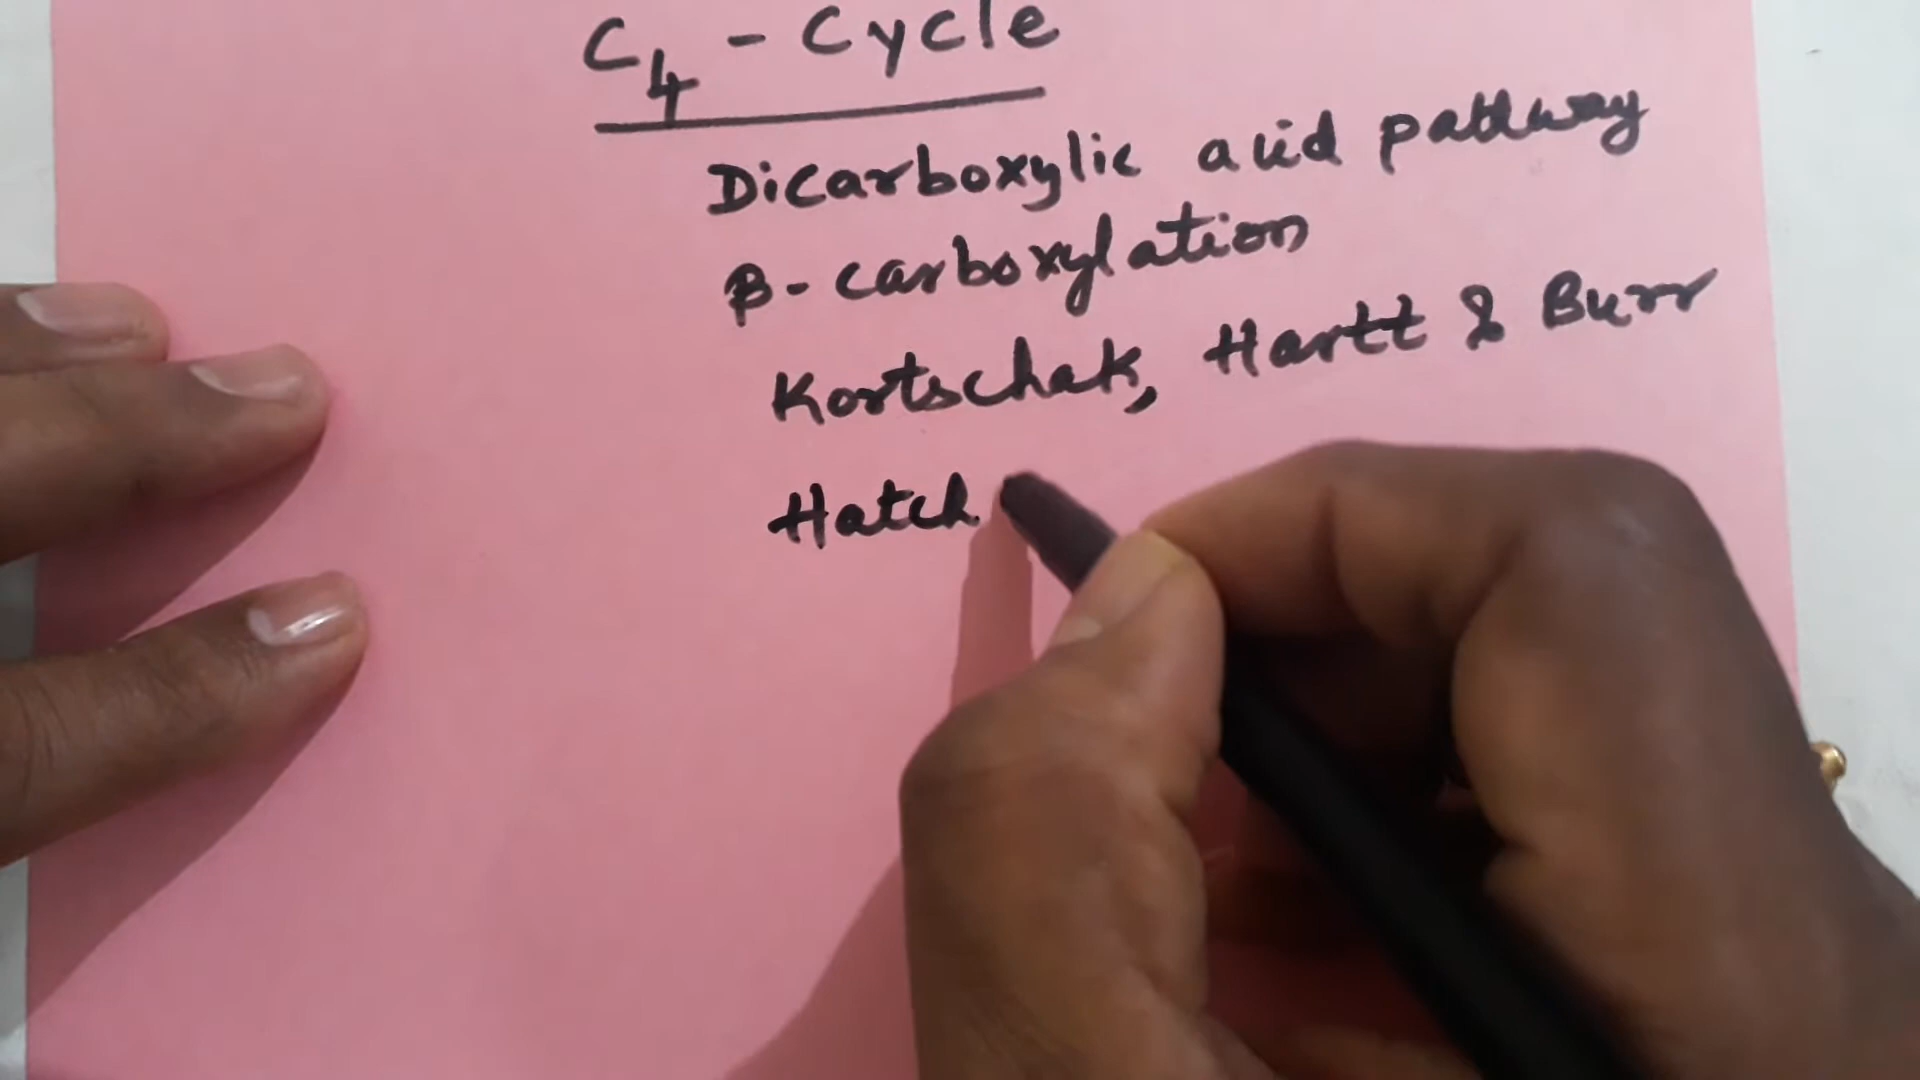 C4 - Cycle
Dicarboxylic acid pathway
β- carboxylation
Kortschak, Hartt & Burr
Hatch